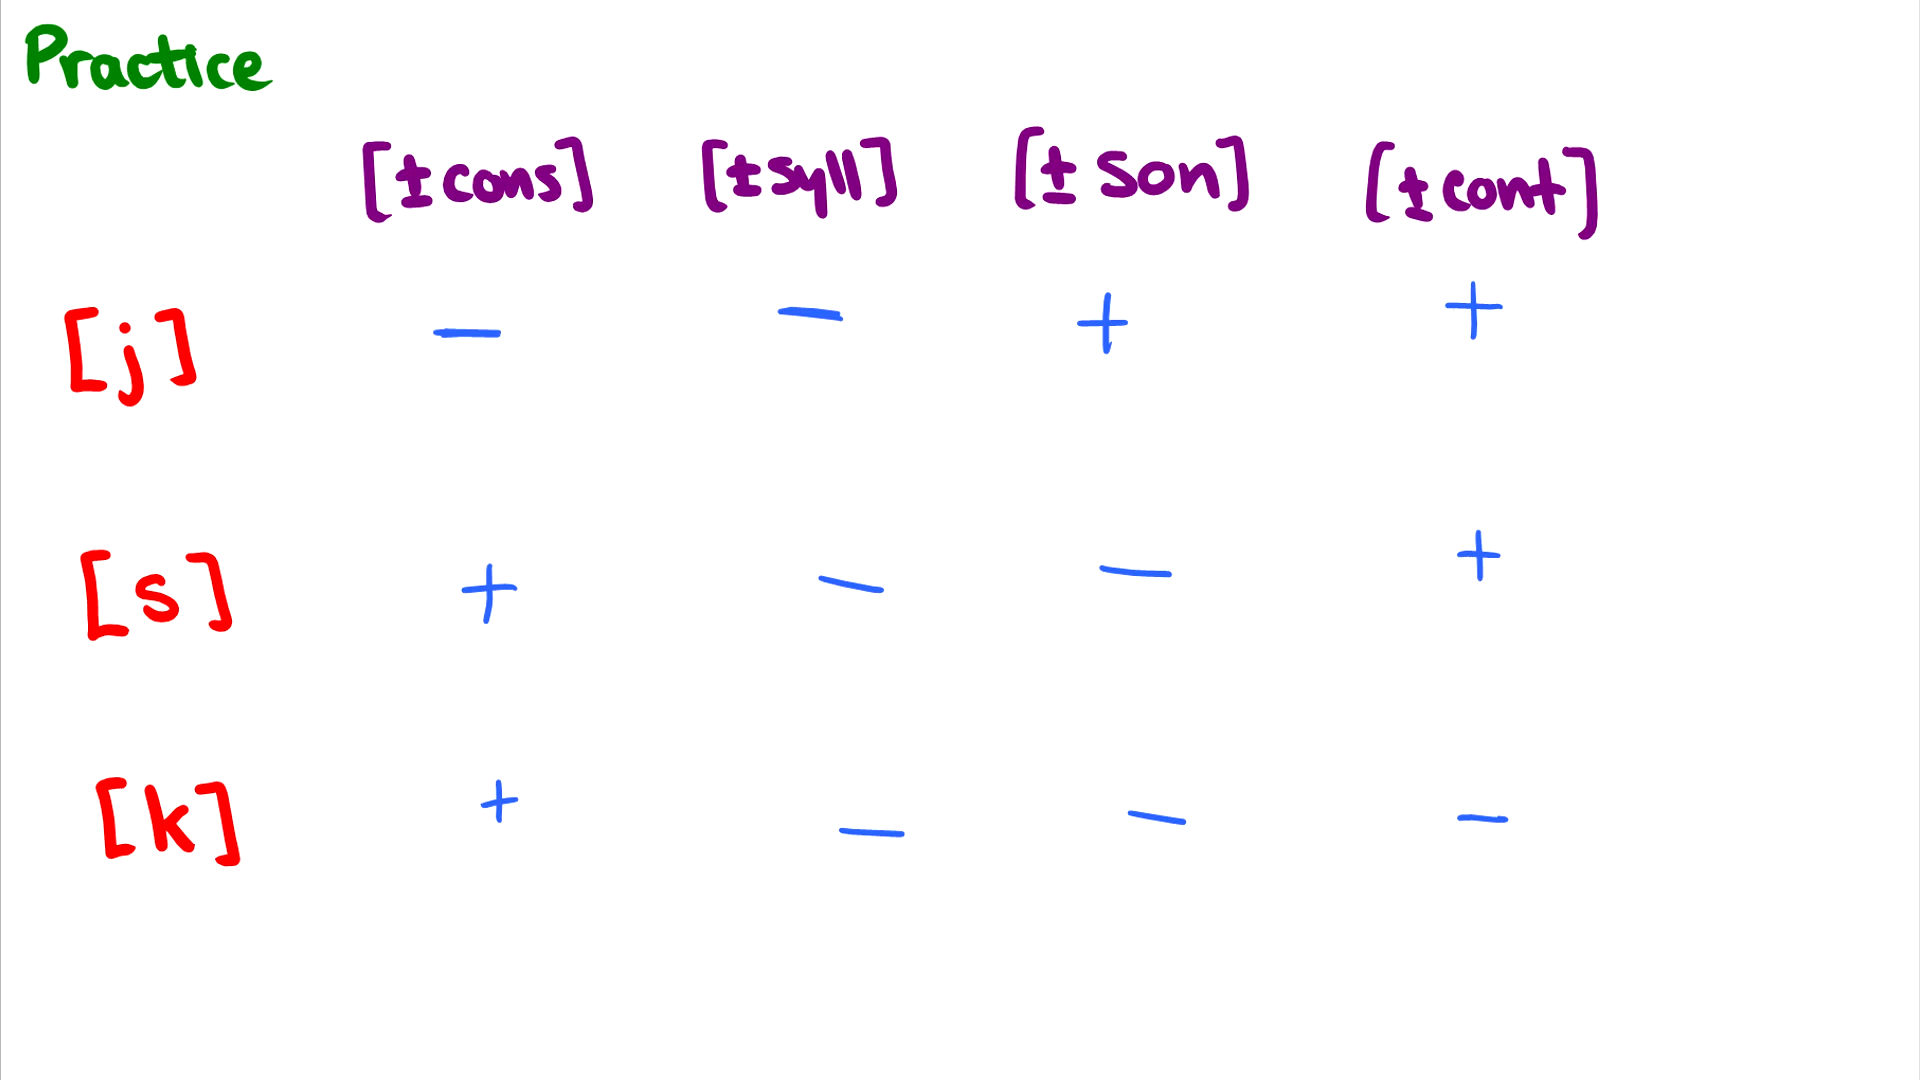 Practice
[±cons] [±syll] [±son] [±cont]
[j] − − + +
[s] + − − +
[k] + − − −